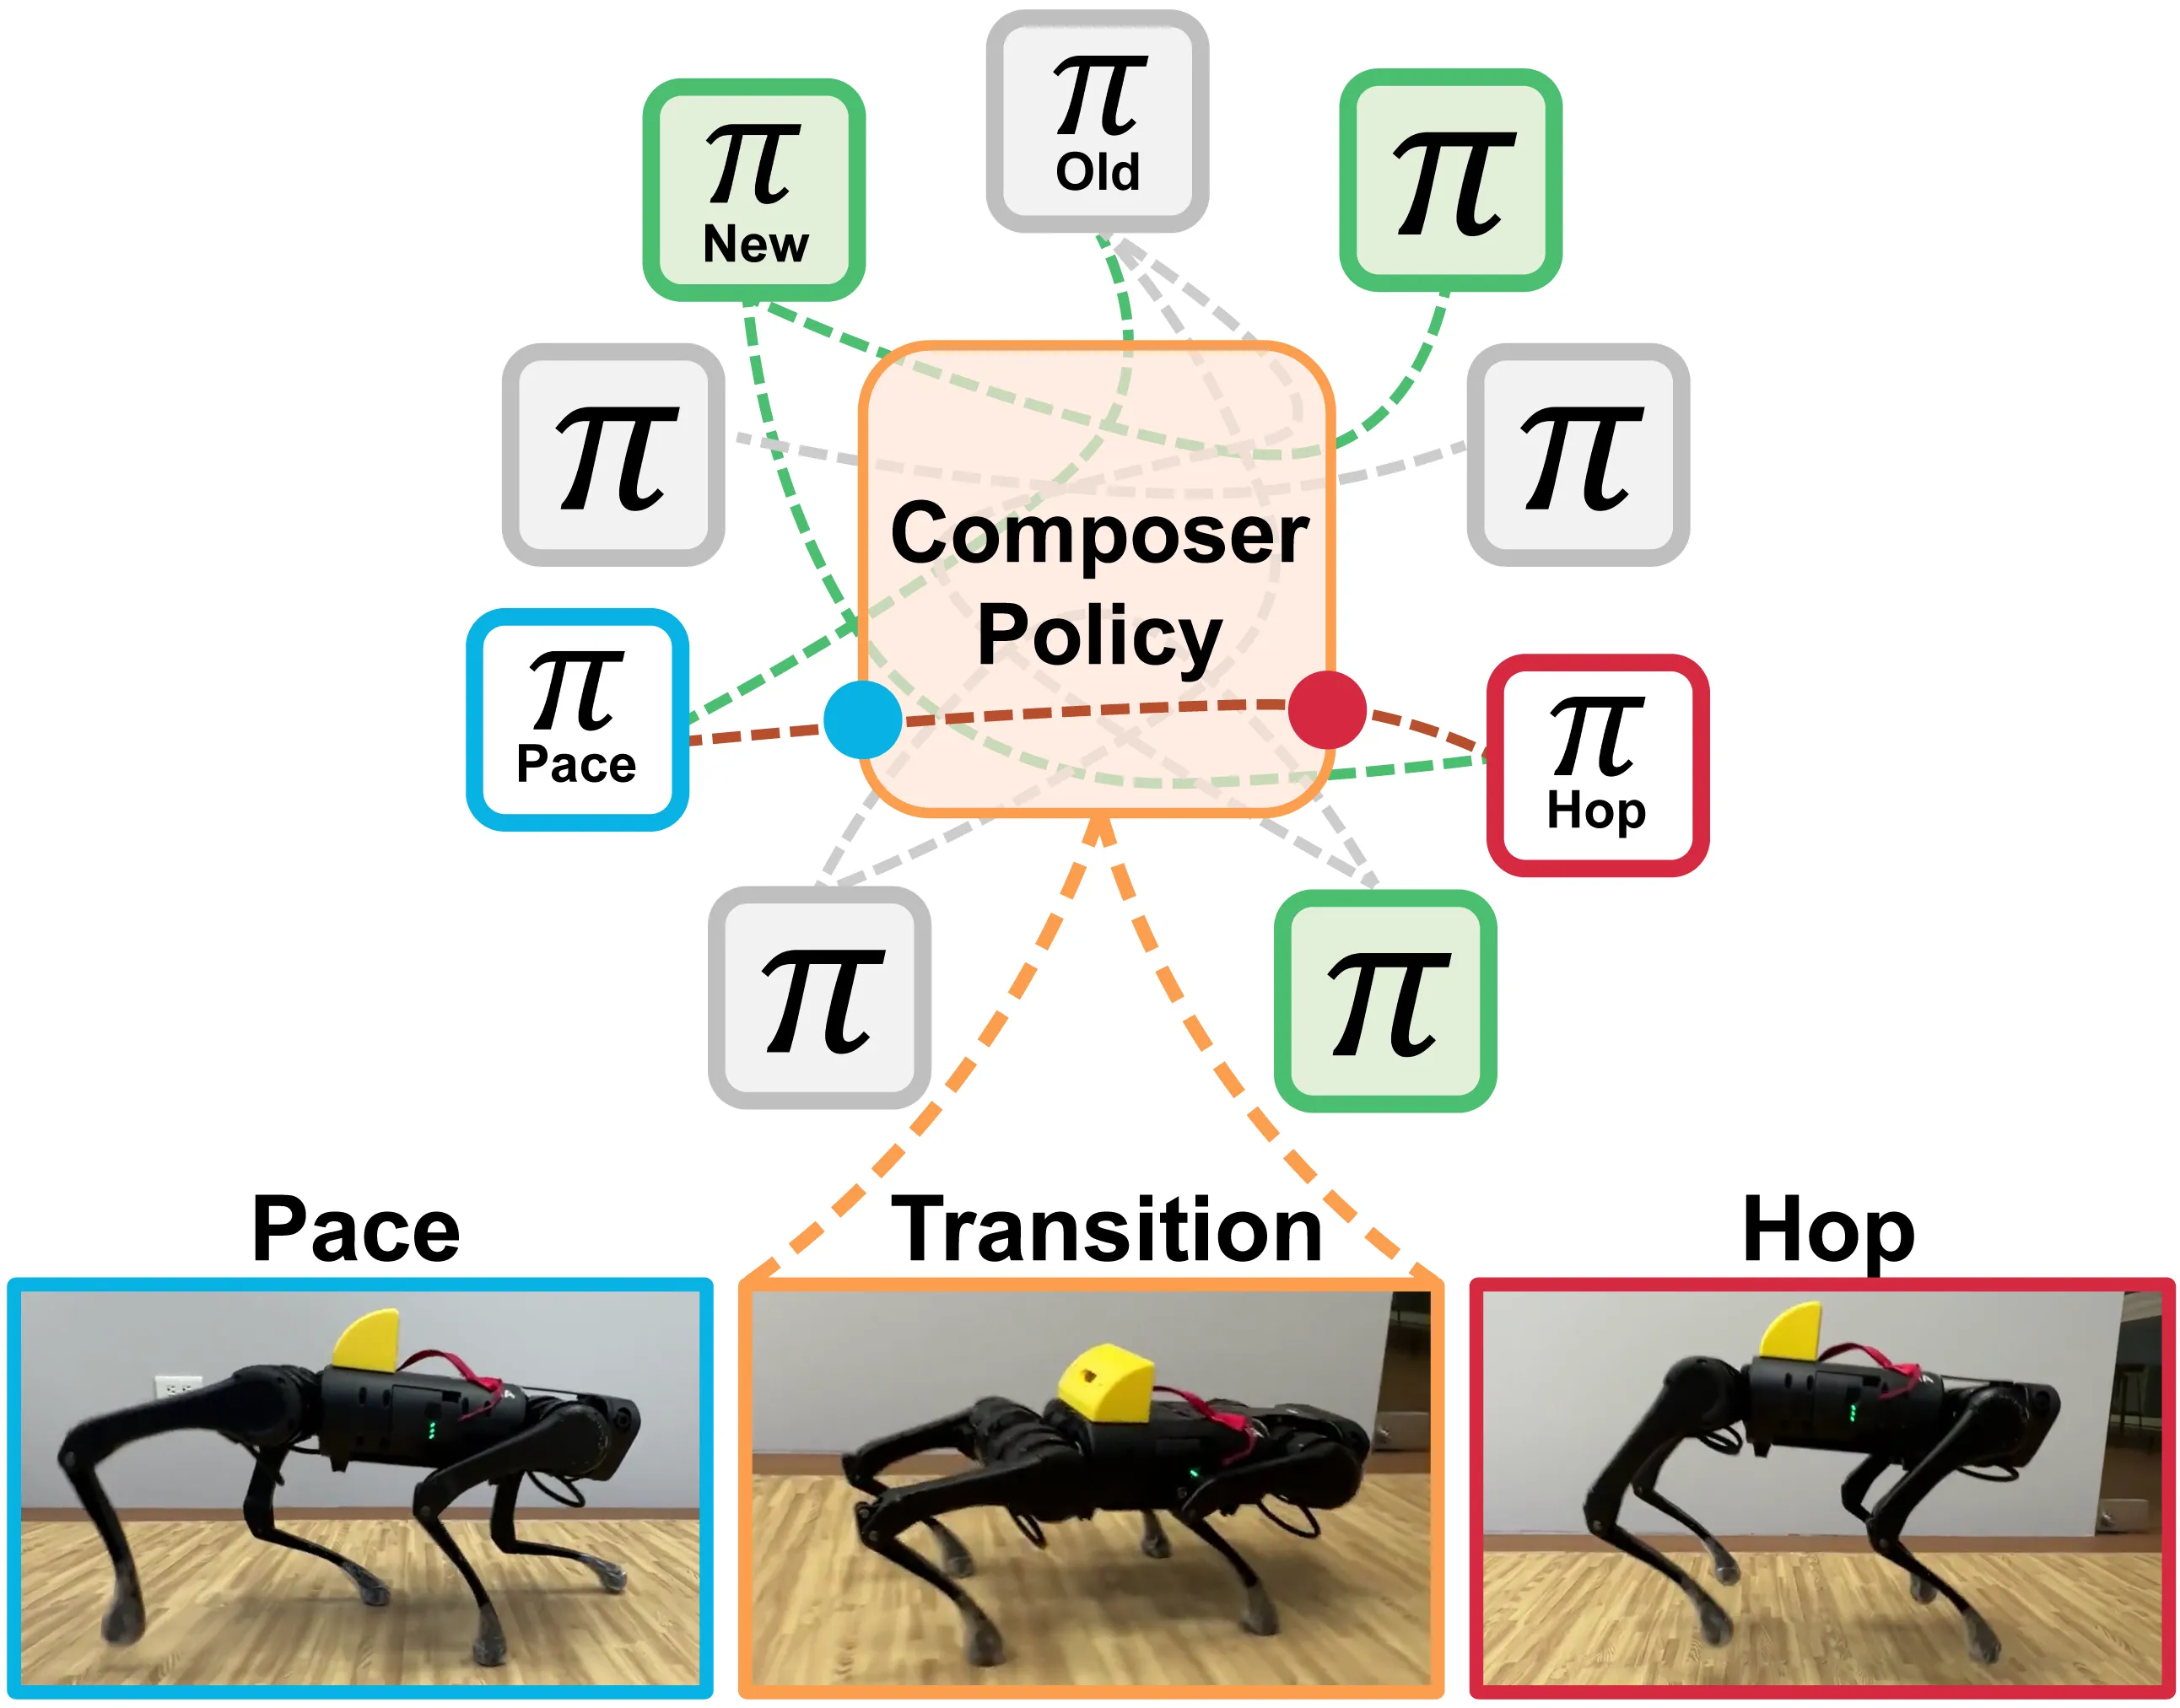 π
Old
π
New
π
π
π
Composer
Policy
π
Pace
π
Hop
π
π
Pace
Transition
Hop